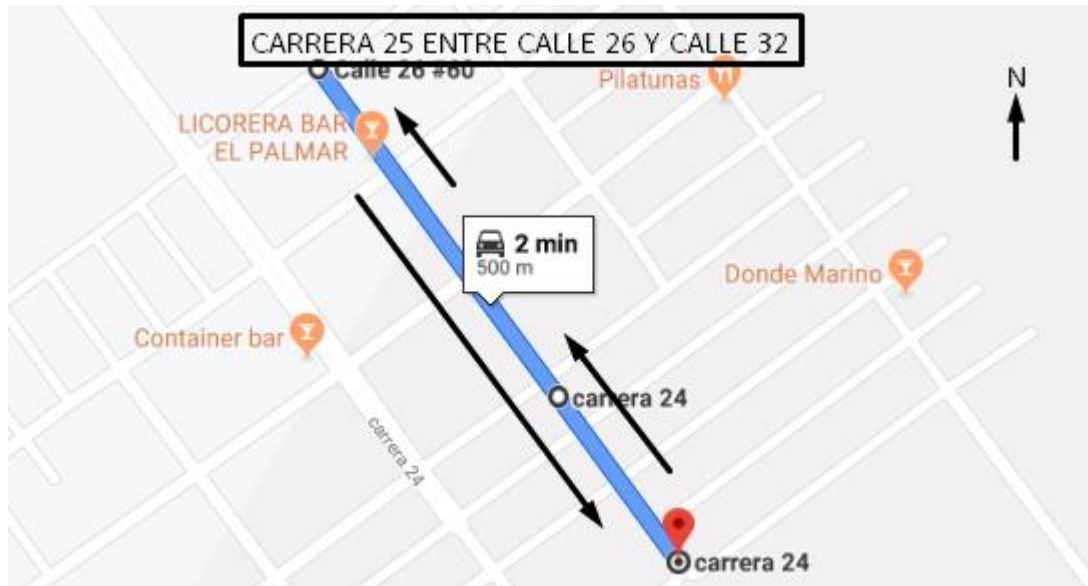 CARRERA 25 ENTRE CALLE 26 Y CALLE 32
Calle 26 #60
Pilatunas
N
LICORERA BAR
EL PALMAR
2 min
500 m
Donde Marino
Container bar
carrera 24
carrera 24
carrera 24